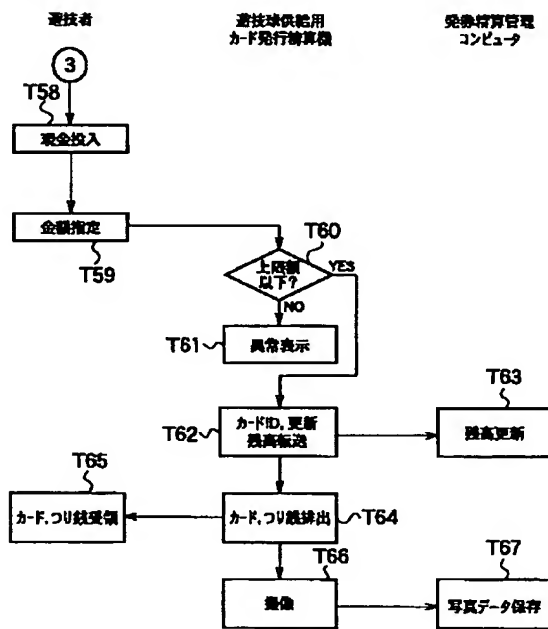 遊技者
遊技球供給用
カード発行精算機
発券精算管理
コンピュータ
3
T58
現金投入
金額指定
T59
T60
上限額
以下?
YES
NO
T61
異常表示
T63
T62
カードID,更新
残高転送
残高更新
T65
カード,つり銭受領
カード,つり銭排出
T64
T66
T67
撮像
写真データ保存